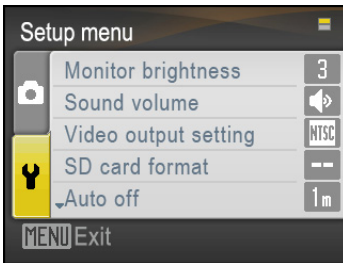 Setup menu
Monitor brightness 3
Sound volume
Video output setting NTSC
SD card format --
Auto off 1m
MENU Exit